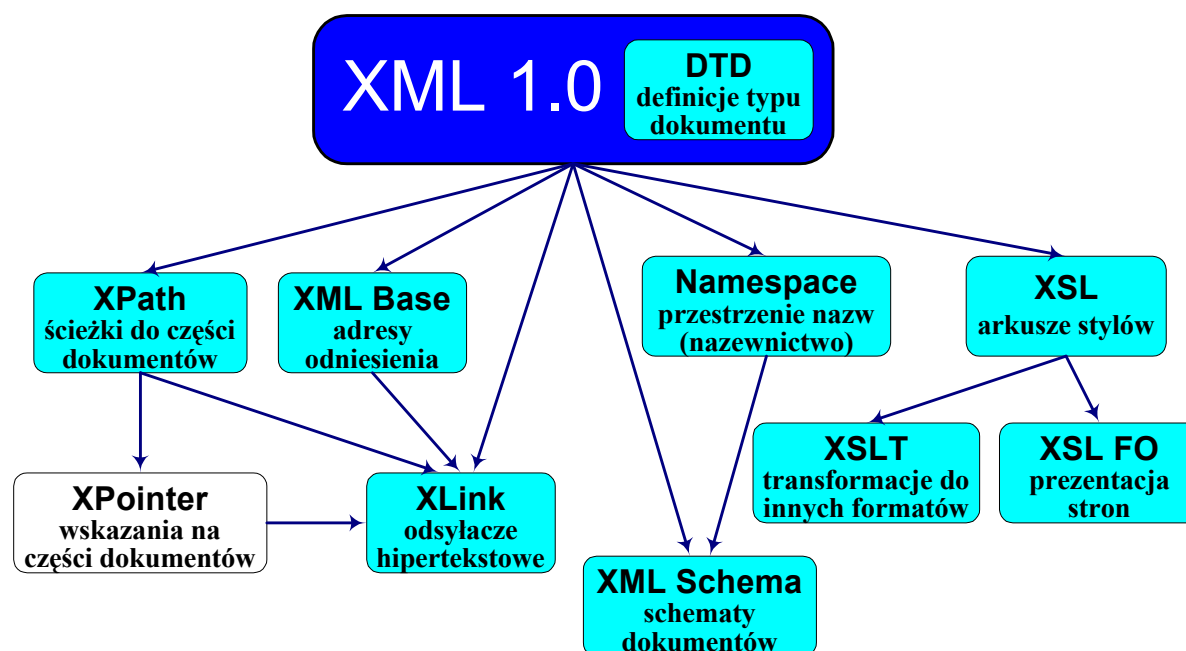 XML 1.0
DTD
definicje typu
dokumentu
XPath
ścieżki do części
dokumentów
XML Base
adresy
odniesienia
Namespace
przestrzenie nazw
(nazewnictwo)
XSL
arkusze stylów
XPointer
wskazania na
części dokumentów
XLink
odsyłacze
hipertekstowe
XSLT
transformacje do
innych formatów
XSL FO
prezentacja
stron
XML Schema
schematy
dokumentów